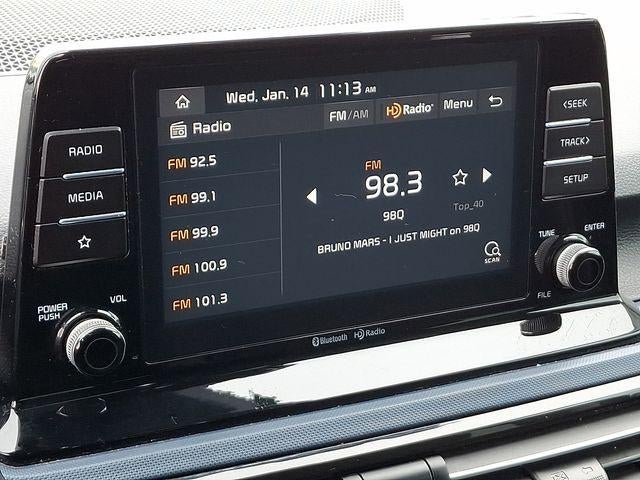 Wed, Jan. 14 11:13 AM
Radio FM/AM HD Radio Menu
FM 92.5
FM 99.1
FM 99.9
FM 100.9
FM 101.3
FM
98.3
98Q
Top_40
BRUNO MARS - I JUST MIGHT on 98Q
SCAN
RADIO
MEDIA
POWER
PUSH
VOL
<SEEK
TRACK>
SETUP
TUNE
ENTER
FILE
Bluetooth HD Radio